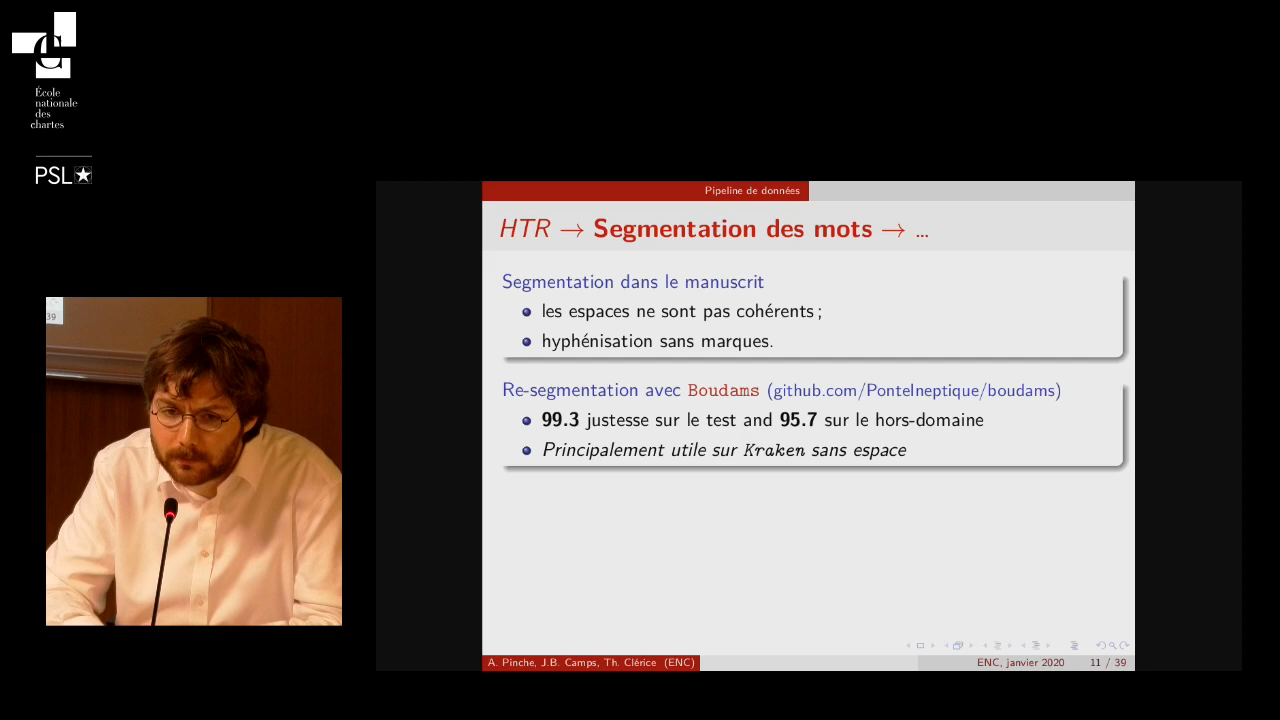 École
nationale
des
chartes
PSL
39
Pipeline de données
HTR → Segmentation des mots → ...
Segmentation dans le manuscrit
les espaces ne sont pas cohérents ;
hyphénisation sans marques.
Re-segmentation avec Boudams (github.com/PonteIneptique/boudams)
99.3 justesse sur le test and 95.7 sur le hors-domaine
Principalement utile sur Kraken sans espace
A. Pinche, J.B. Camps, Th. Clérice (ENC)
ENC, janvier 2020 11 / 39